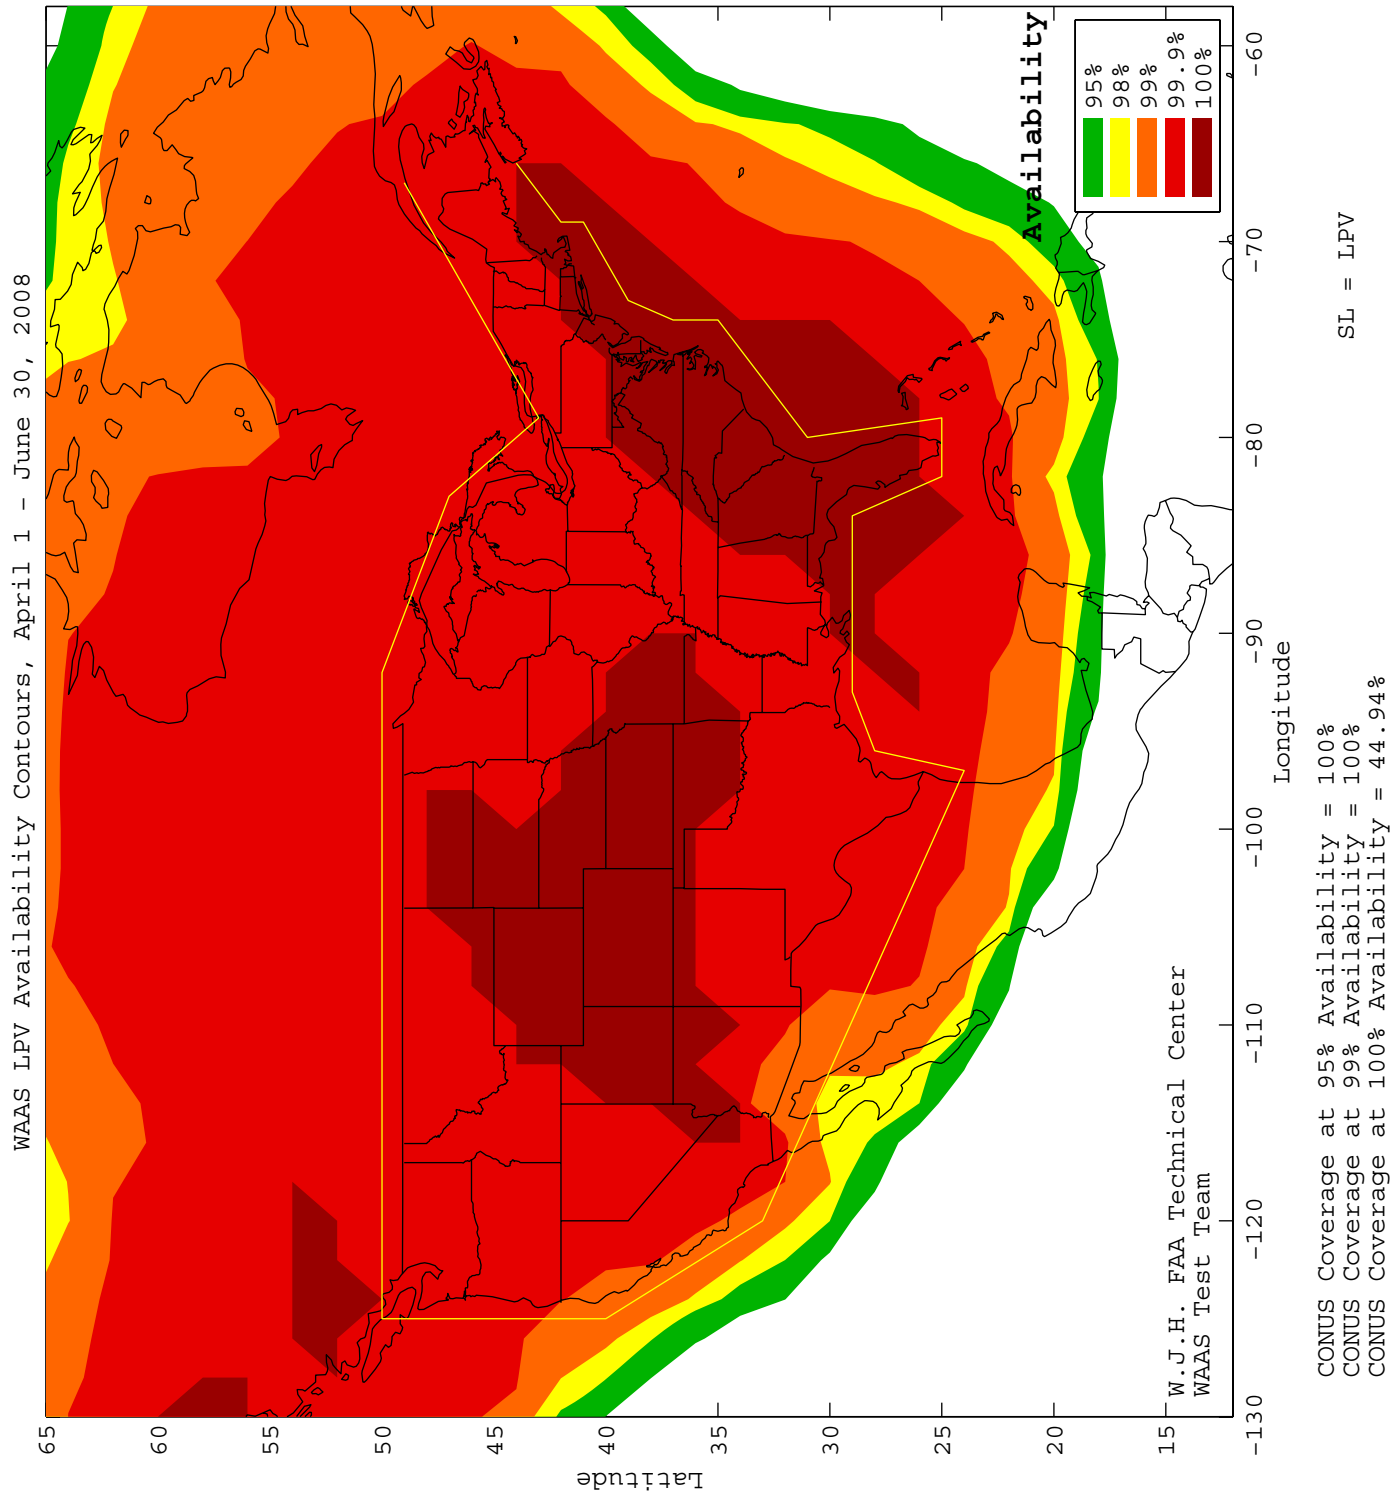 WAAS LPV Availability Contours, April 1 - June 30, 2008
Availability
95%
98%
99%
99.9%
100%
65
60
55
50
45
40
35
30
25
20
15
Latitude
-130
-120
-110
-100
-90
-80
-70
-60
Longitude
W.J.H. FAA Technical Center
WAAS Test Team
CONUS Coverage at 95% Availability = 100%
CONUS Coverage at 99% Availability = 100%
CONUS Coverage at 100% Availability = 44.94%
SL = LPV